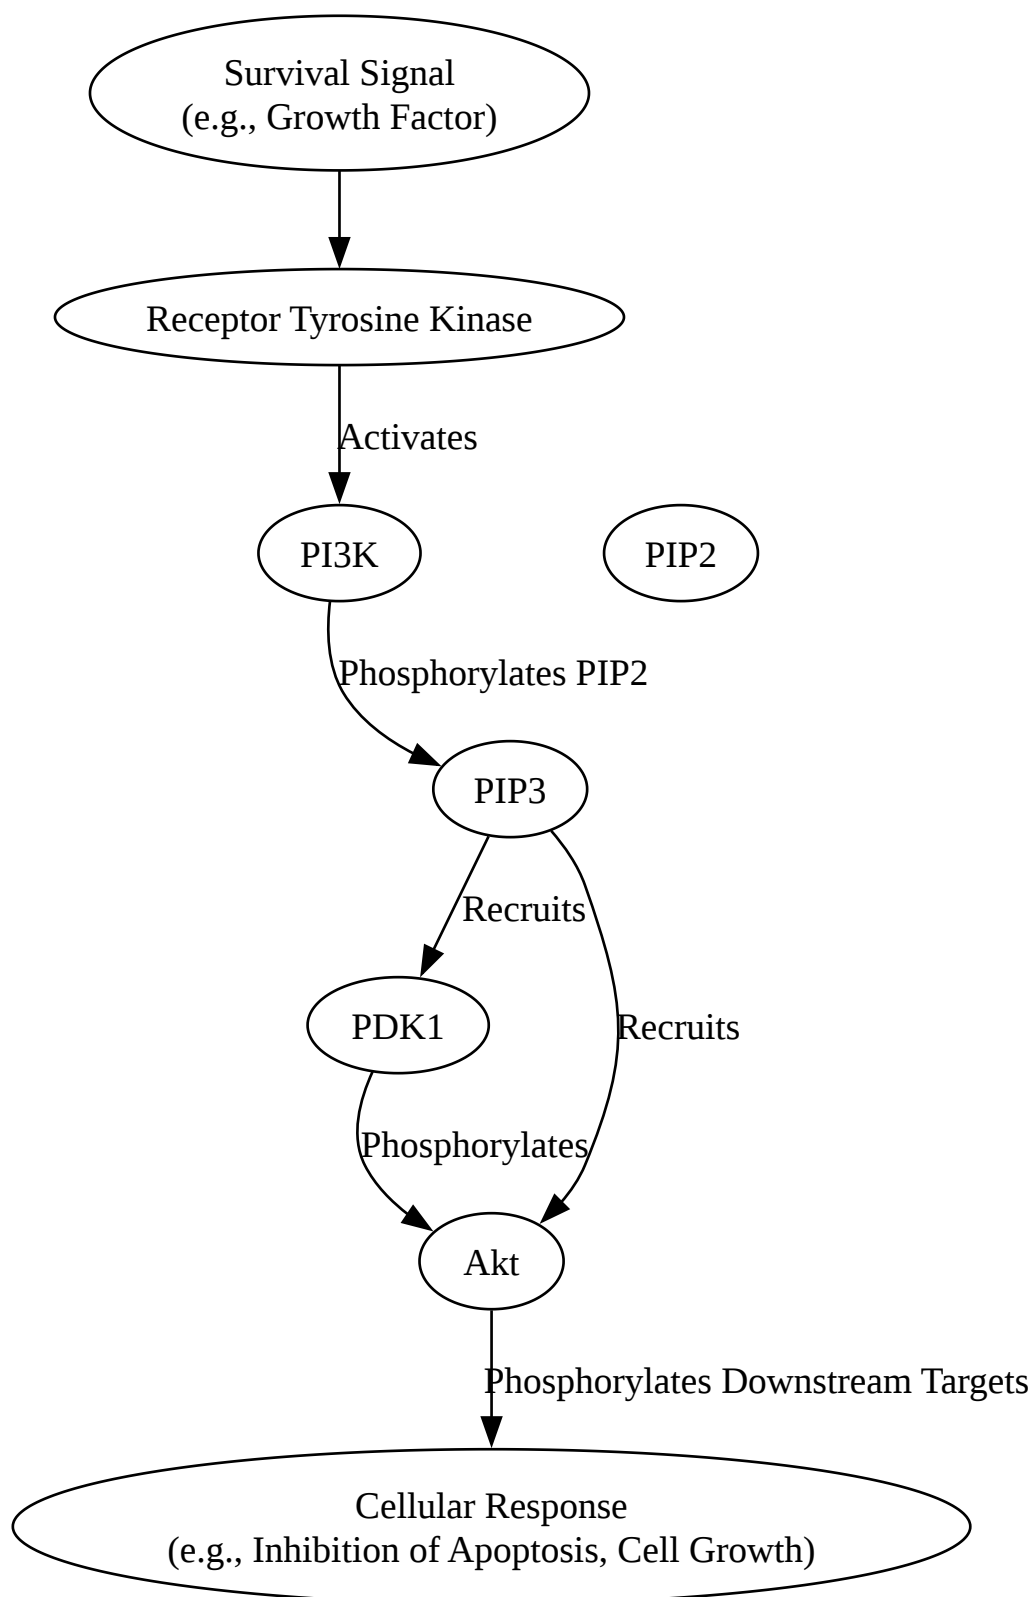 Survival Signal
(e.g., Growth Factor)
Receptor Tyrosine Kinase
Activates
PI3K
PIP2
Phosphorylates PIP2
PIP3
Recruits
PDK1
Recruits
Phosphorylates
Akt
Phosphorylates Downstream Targets
Cellular Response
(e.g., Inhibition of Apoptosis, Cell Growth)